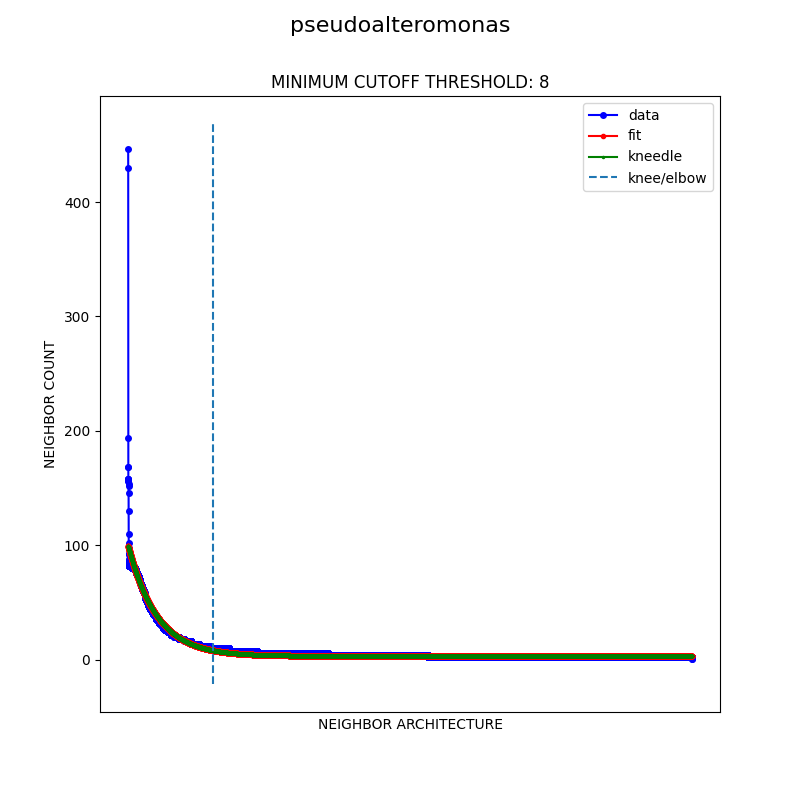 pseudoalteromonas
MINIMUM CUTOFF THRESHOLD: 8
data
fit
kneedle
knee/elbow
400
300
200
100
0
NEIGHBOR COUNT
NEIGHBOR ARCHITECTURE